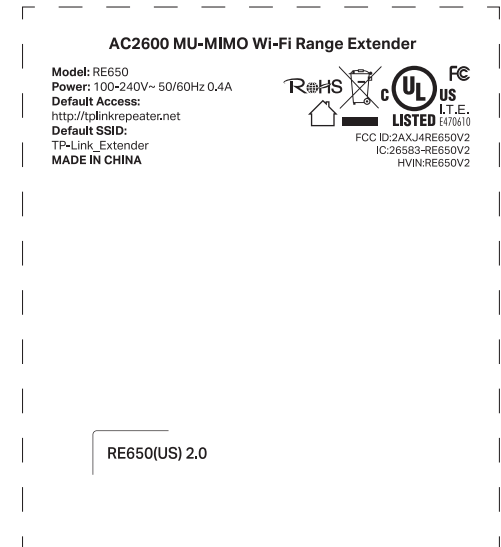 AC2600 MU-MIMO Wi-Fi Range Extender
Model: RE650
Power: 100-240V~ 50/60Hz 0.4A
Default Access:
http://tplinkrepeater.net
Default SSID:
TP-Link_Extender
MADE IN CHINA
RoHS
C UL US
LISTED
FC
I.T.E.
E470610
FCC ID:2AXJ4RE650V2
IC:26583-RE650V2
HVIN:RE650V2
RE650(US) 2.0